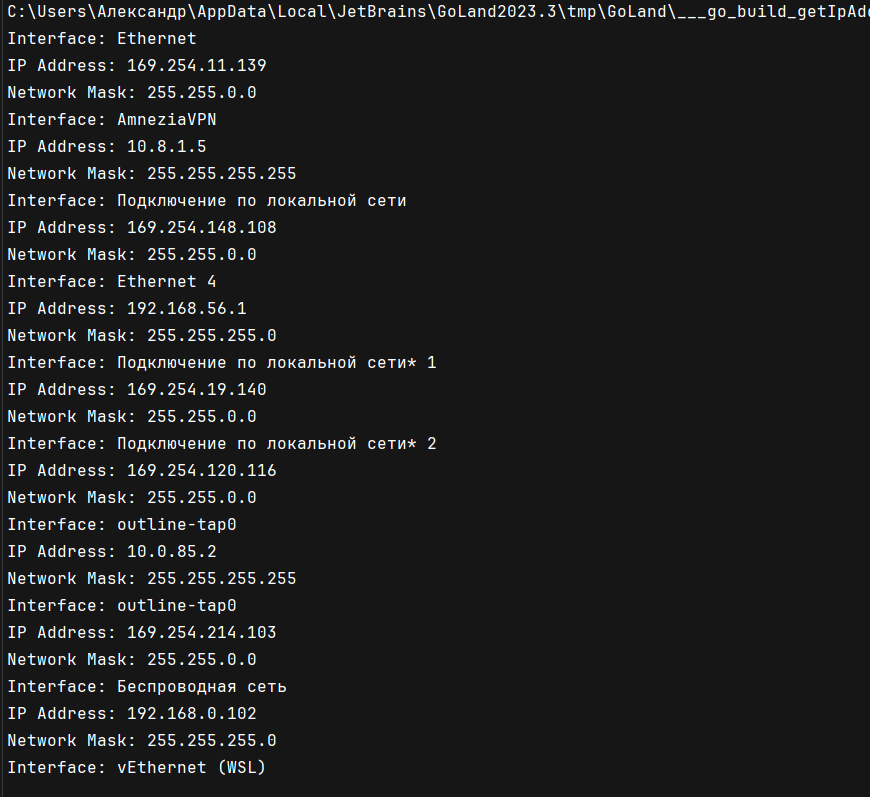 C:\Users\Александр\AppData\Local\JetBrains\GoLand2023.3\tmp\GoLand\___go_build_getIpAd
Interface: Ethernet
IP Address: 169.254.11.139
Network Mask: 255.255.0.0
Interface: AmneziaVPN
IP Address: 10.8.1.5
Network Mask: 255.255.255.255
Interface: Подключение по локальной сети
IP Address: 169.254.148.108
Network Mask: 255.255.0.0
Interface: Ethernet 4
IP Address: 192.168.56.1
Network Mask: 255.255.255.0
Interface: Подключение по локальной сети* 1
IP Address: 169.254.19.140
Network Mask: 255.255.0.0
Interface: Подключение по локальной сети* 2
IP Address: 169.254.120.116
Network Mask: 255.255.0.0
Interface: outline-tap0
IP Address: 10.0.85.2
Network Mask: 255.255.255.255
Interface: outline-tap0
IP Address: 169.254.214.103
Network Mask: 255.255.0.0
Interface: Беспроводная сеть
IP Address: 192.168.0.102
Network Mask: 255.255.255.0
Interface: vEthernet (WSL)